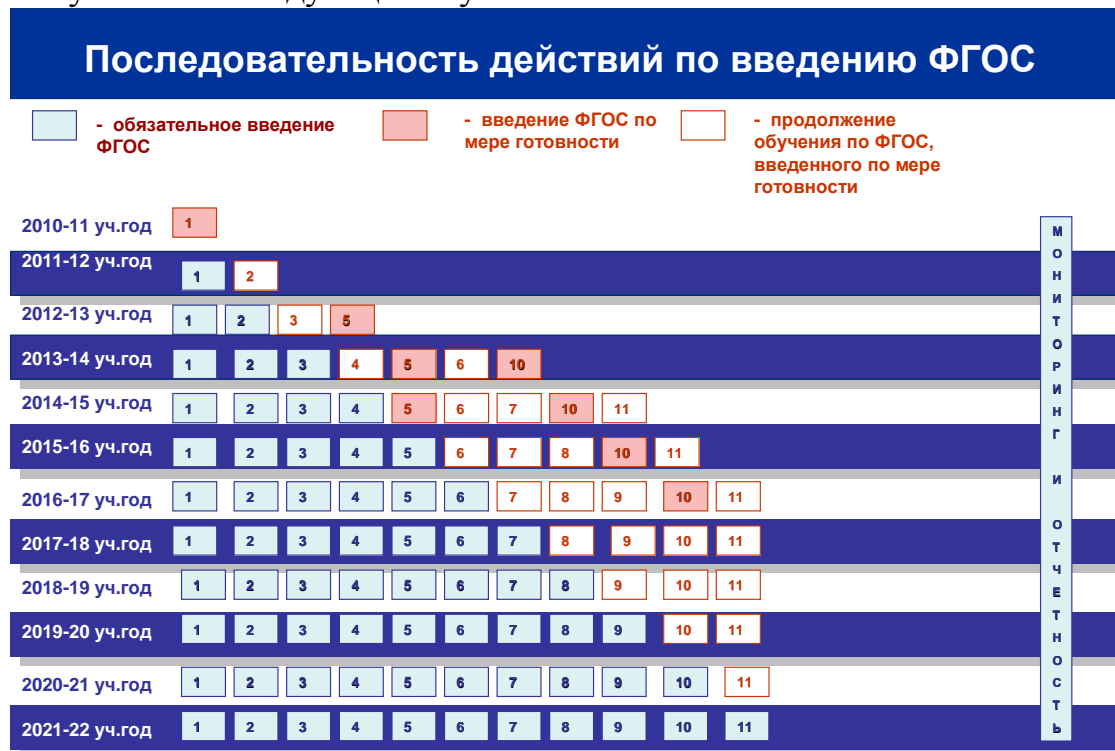 Последовательность действий по введению ФГОС
- обязательное введение
ФГОС
- введение ФГОС по
мере готовности
- продолжение
обучения по ФГОС,
введенного по мере
готовности
2010-11 уч.год 1
2011-12 уч.год 1 2
2012-13 уч.год 1 2 3 5
2013-14 уч.год 1 2 3 4 5 6 10
2014-15 уч.год 1 2 3 4 5 6 7 10 11
2015-16 уч.год 1 2 3 4 5 6 7 8 10 11
2016-17 уч.год 1 2 3 4 5 6 7 8 9 10 11
2017-18 уч.год 1 2 3 4 5 6 7 8 9 10 11
2018-19 уч.год 1 2 3 4 5 6 7 8 9 10 11
2019-20 уч.год 1 2 3 4 5 6 7 8 9 10 11
2020-21 уч.год 1 2 3 4 5 6 7 8 9 10 11
2021-22 уч.год 1 2 3 4 5 6 7 8 9 10 11
МОНИТОРИНГ И ОТЧЕТНОСТЬ